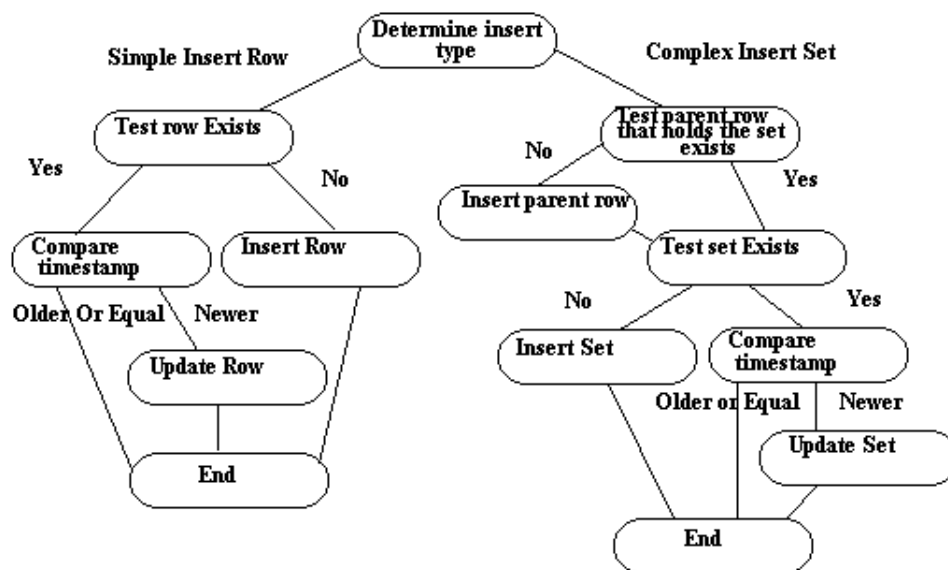 Determine insert
type
Simple Insert Row
Complex Insert Set
Test row Exists
Test parent row
that holds the set
exists
Yes
No
No
Yes
Insert parent row
Compare
timestamp
Insert Row
Test set Exists
Older Or Equal
Newer
No
Yes
Update Row
Insert Set
Compare
timestamp
Older or Equal
Newer
End
Update Set
End